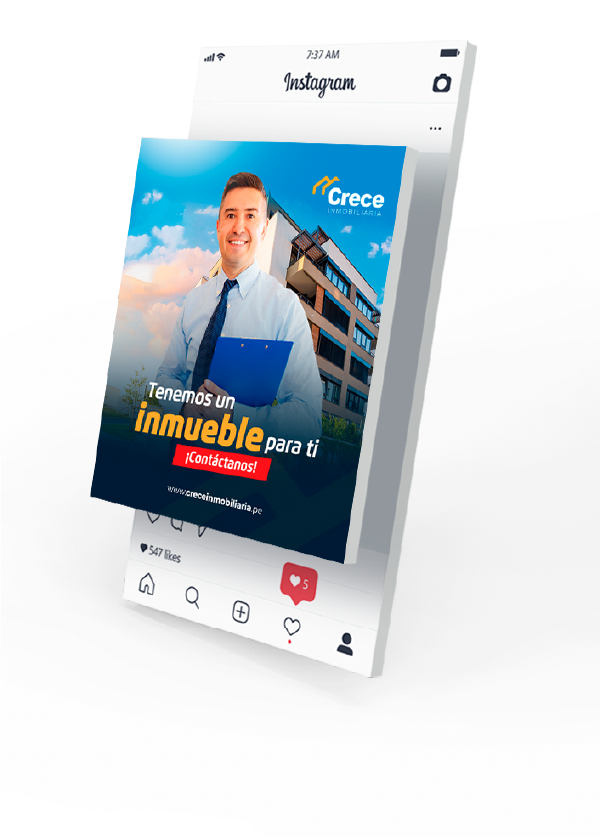 7:37 AM
Instagram
Crece
INMOBILIARIA
Tenemos un
inmueble para ti
¡Contáctanos!
www.creceinmobiliaria.pe
547 likes
5